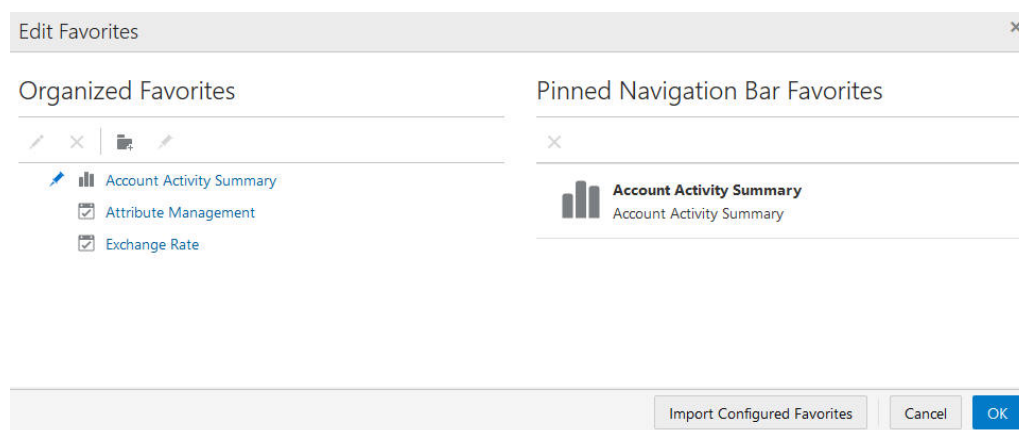 Edit Favorites
Organized Favorites
Account Activity Summary
Attribute Management
Exchange Rate
Pinned Navigation Bar Favorites
Account Activity Summary
Account Activity Summary
Import Configured Favorites
Cancel
OK